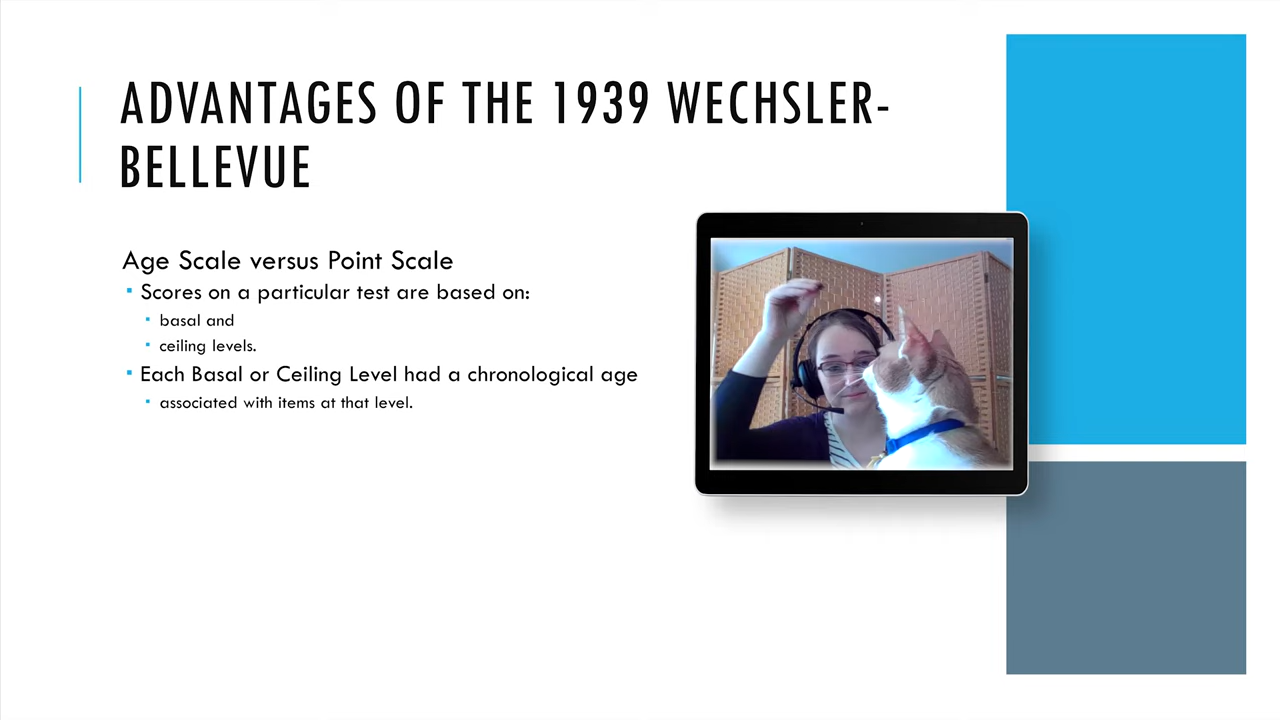 ADVANTAGES OF THE 1939 WECHSLER-
BELLEVUE
Age Scale versus Point Scale
Scores on a particular test are based on:
basal and
ceiling levels.
Each Basal or Ceiling Level had a chronological age
associated with items at that level.